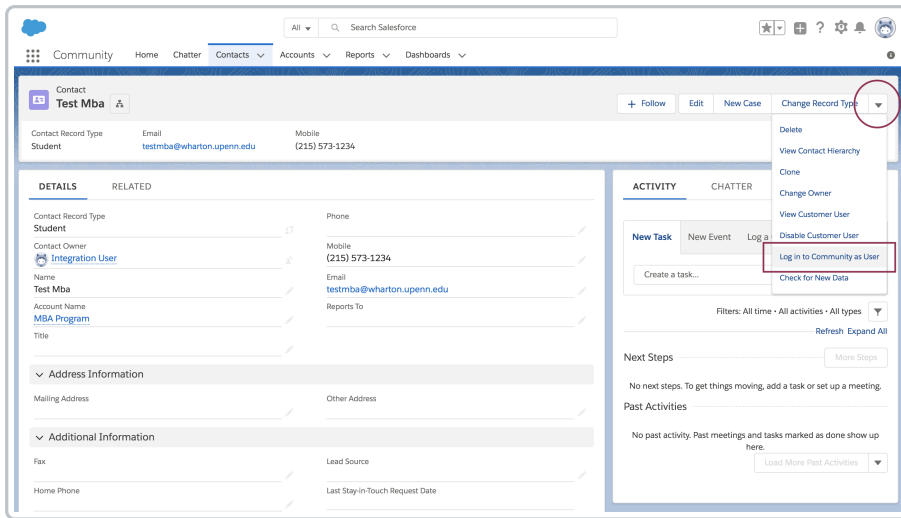 All
Search Salesforce
?
Community Home Chatter Contacts Accounts Reports Dashboards
Contact
Test Mba
+ Follow Edit New Case Change Record Type
Contact Record Type Email Mobile
Student testmba@wharton.upenn.edu (215) 573-1234
Delete
View Contact Hierarchy
Clone
Change Owner
View Customer User
Disable Customer User
Log in to Community as User
Check for New Data
DETAILS RELATED
Contact Record Type Phone
Student
Contact Owner Mobile
Integration User (215) 573-1234
Name Email
Test Mba testmba@wharton.upenn.edu
Account Name Reports To
MBA Program
Title
Address Information
Mailing Address Other Address
Additional Information
Fax Lead Source
Home Phone Last Stay-in-Touch Request Date
ACTIVITY CHATTER
New Task New Event Log a
Create a task...
Filters: All time • All activities • All types
Refresh Expand All
Next Steps More Steps
No next steps. To get things moving, add a task or set up a meeting.
Past Activities
No past activity. Past meetings and tasks marked as done show up
here.
Load More Past Activities